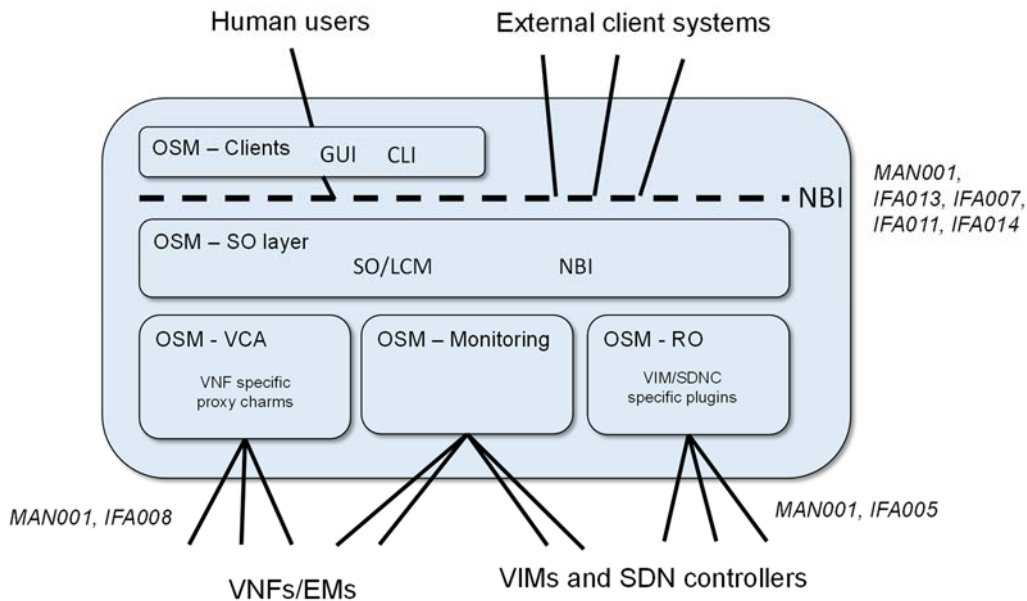 Human users
External client systems
OSM – Clients
GUI
CLI
NBI
MAN001,
IFA013, IFA007,
IFA011, IFA014
OSM – SO layer
SO/LCM
NBI
OSM - VCA
VNF specific
proxy charms
OSM – Monitoring
OSM - RO
VIM/SDNC
specific plugins
MAN001, IFA008
MAN001, IFA005
VNFs/EMs
VIMs and SDN controllers